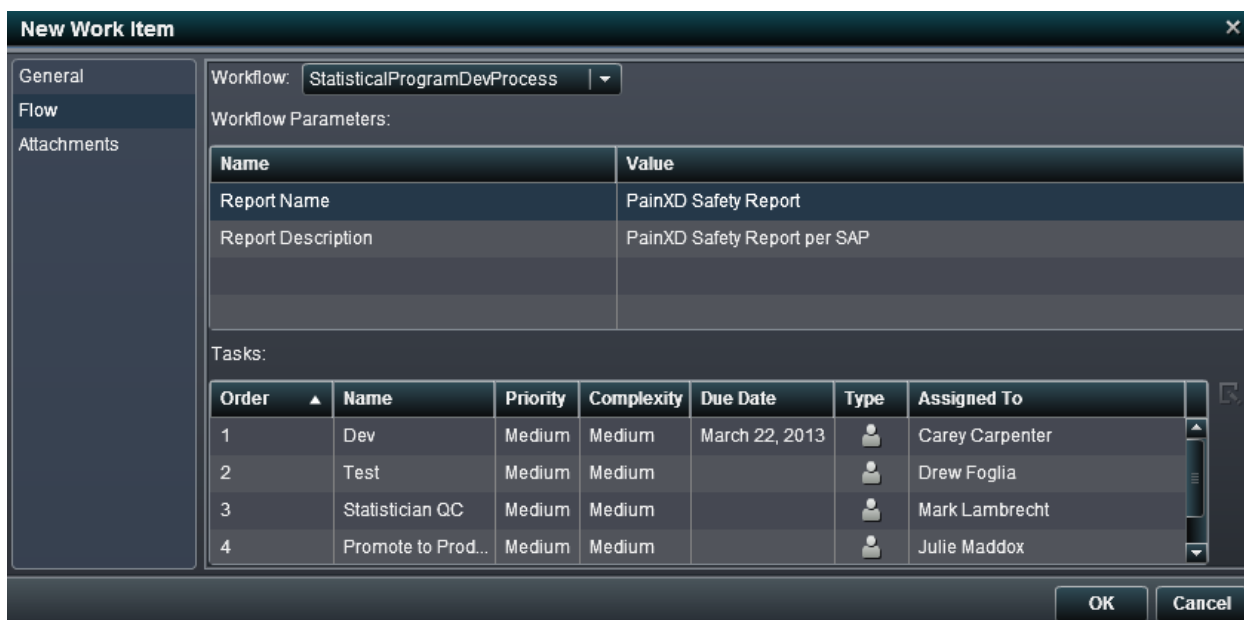 New Work Item
General
Flow
Attachments
Workflow: StatisticalProgramDevProcess
Workflow Parameters:
Name Value
Report Name PainXD Safety Report
Report Description PainXD Safety Report per SAP
Tasks:
Order Name Priority Complexity Due Date Type Assigned To
1 Dev Medium Medium March 22, 2013 Carey Carpenter
2 Test Medium Medium Drew Foglia
3 Statistician QC Medium Medium Mark Lambrecht
4 Promote to Prod... Medium Medium Julie Maddox
OK Cancel